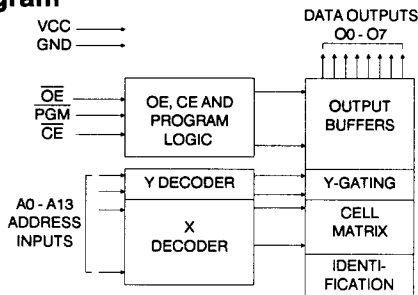 gram
VCC
GND
OE
PGM
CE
A0 - A13
ADDRESS
INPUTS
OE, CE AND
PROGRAM
LOGIC
Y DECODER
X
DECODER
DATA OUTPUTS
O0 - O7
OUTPUT
BUFFERS
Y-GATING
CELL
MATRIX
IDENTI-
FICATION